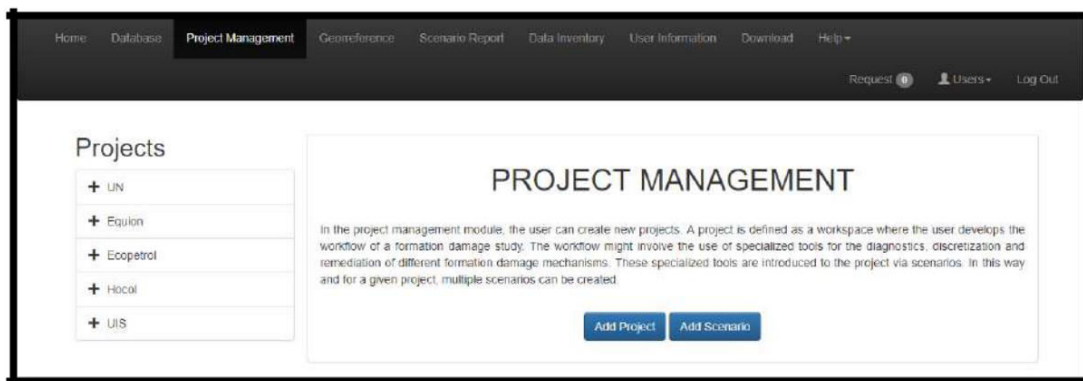 Home Database Project Management Georreference Scenario Report Data Inventory User Information Download Help
Request 0 Users Log Out
Projects
+ UN
+ Equion
+ Ecopetrol
+ Hocol
+ UIS
PROJECT MANAGEMENT
In the project management module, the user can create new projects. A project is defined as a workspace where the user develops the
workflow of a formation damage study. The workflow might involve the use of specialized tools for the diagnostics, discretization and
remediation of different formation damage mechanisms. These specialized tools are introduced to the project via scenarios. In this way
and for a given project, multiple scenarios can be created.
Add Project Add Scenario